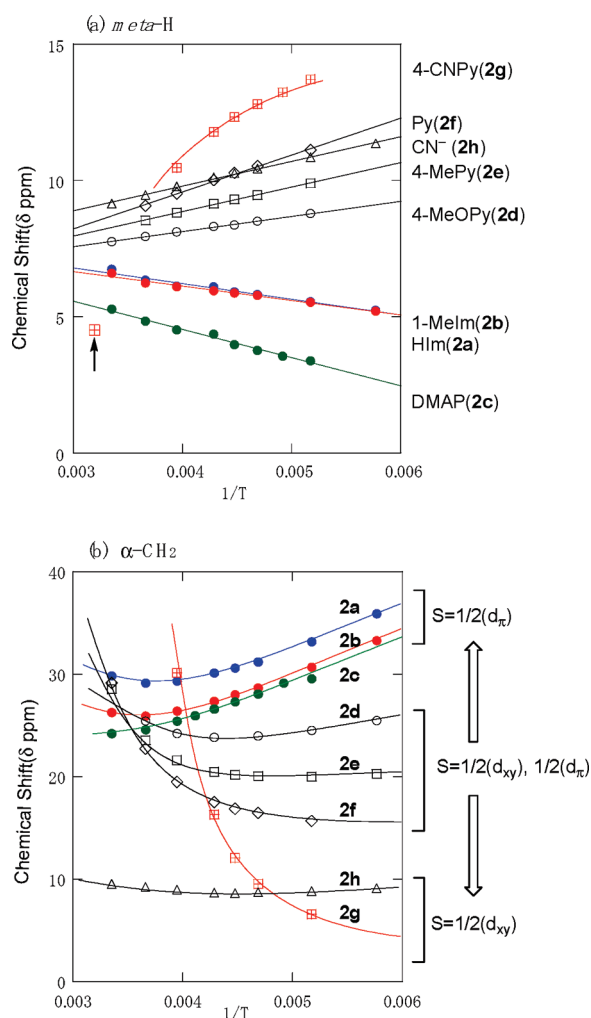 (a) meta-H
15
10
5
0
0.003
0.004
0.005
0.006
1/T
Chemical Shift(δ ppm)
4-CNPy(2g)
Py(2f)
CN⁻ (2h)
4-MePy(2e)
4-MeOPy(2d)
1-MeIm(2b)
HIm(2a)
DMAP(2c)
(b) α-CH₂
40
30
20
10
0
0.003
0.004
0.005
0.006
1/T
Chemical Shift(δ ppm)
2a
2b
2c
2d
2e
2f
2h
2g
S=1/2(dπ)
S=1/2(dxy), 1/2(dπ)
S=1/2(dxy)